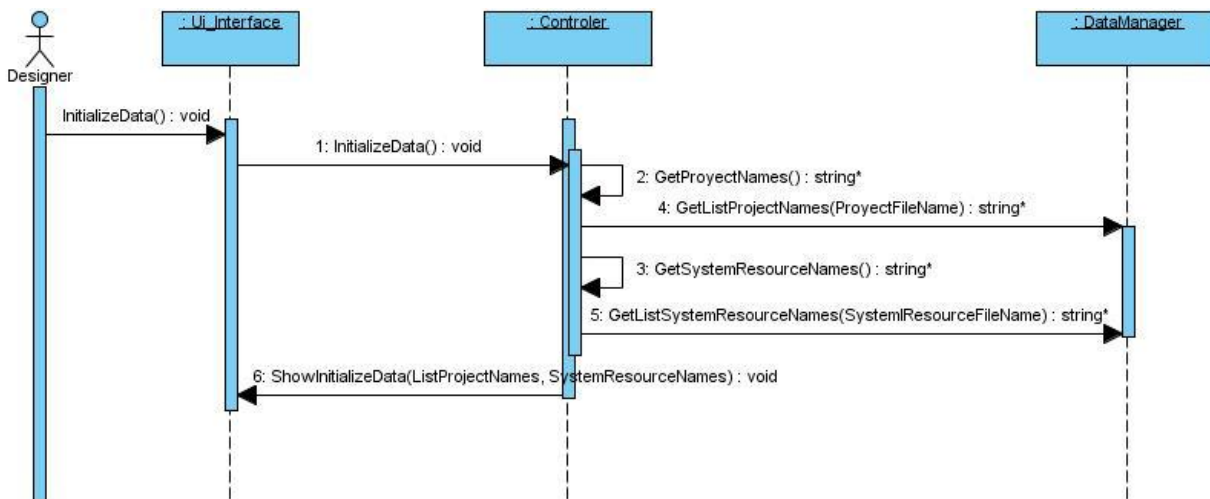 : Ui_Interface
: Controler
: DataManager
Designer
InitializeData() : void
1: InitializeData() : void
2: GetProyectNames() : string*
4: GetListProjectNames(ProyectFileName) : string*
3: GetSystemResourceNames() : string*
5: GetListSystemResourceNames(SystemlResourceFileName) : string*
6: ShowInitializeData(ListProjectNames, SystemResourceNames) : void